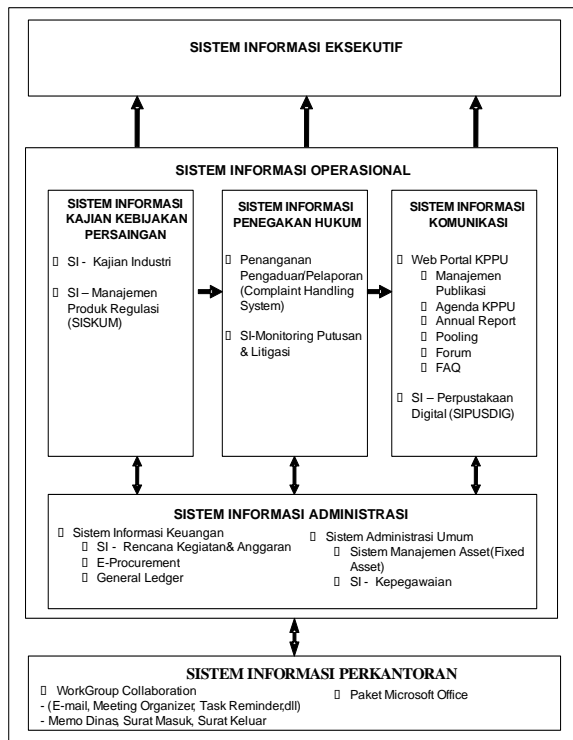 SISTEM INFORMASI EKSEKUTIF
SISTEM INFORMASI OPERASIONAL
SISTEM INFORMASI
KAJIAN KEBIJAKAN
PERSAINGAN
SI - Kajian Industri
SI – Manajemen
Produk Regulasi
(SISKUM)
SISTEM INFORMASI
PENEGAKAN HUKUM
Penanganan
Pengaduan/Pelaporan
(Complaint Handling
System)
SI-Monitoring Putusan
& Litigasi
SISTEM INFORMASI
KOMUNIKASI
Web Portal KPPU
Manajemen
Publikasi
Agenda KPPU
Annual Report
Pooling
Forum
FAQ
SI – Perpustakaan
Digital (SIPUSDIG)
SISTEM INFORMASI ADMINISTRASI
Sistem Informasi Keuangan
SI - Rencana Kegiatan& Anggaran
E-Procurement
General Ledger
Sistem Administrasi Umum
Sistem Manajemen Asset(Fixed
Asset)
SI - Kepegawaian
SISTEM INFORMASI PERKANTORAN
WorkGroup Collaboration
- (E-mail, Meeting Organizer, Task Reminder,dll)
- Memo Dinas, Surat Masuk, Surat Keluar
Paket Microsoft Office